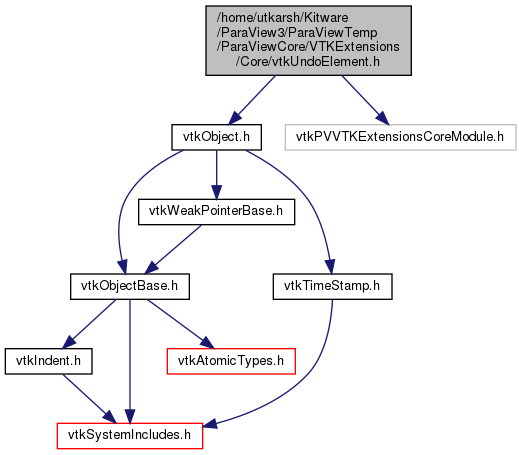 /home/utkarsh/Kitware
/ParaView3/ParaViewTemp
/ParaViewCore/VTKExtensions
/Core/vtkUndoElement.h
vtkObject.h
vtkPVVTKExtensionsCoreModule.h
vtkWeakPointerBase.h
vtkObjectBase.h
vtkTimeStamp.h
vtkIndent.h
vtkAtomicTypes.h
vtkSystemIncludes.h